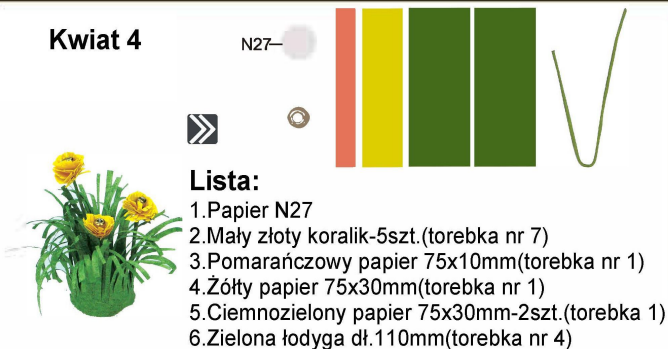 Kwiat 4
N27
Lista:
1.Papier N27
2.Mały złoty koralik-5szt.(torebka nr 7)
3.Pomarańczowy papier 75x10mm(torebka nr 1)
4.Żółty papier 75x30mm(torebka nr 1)
5.Ciemnozielony papier 75x30mm-2szt.(torebka 1)
6.Zielona łodyga dł.110mm(torebka nr 4)